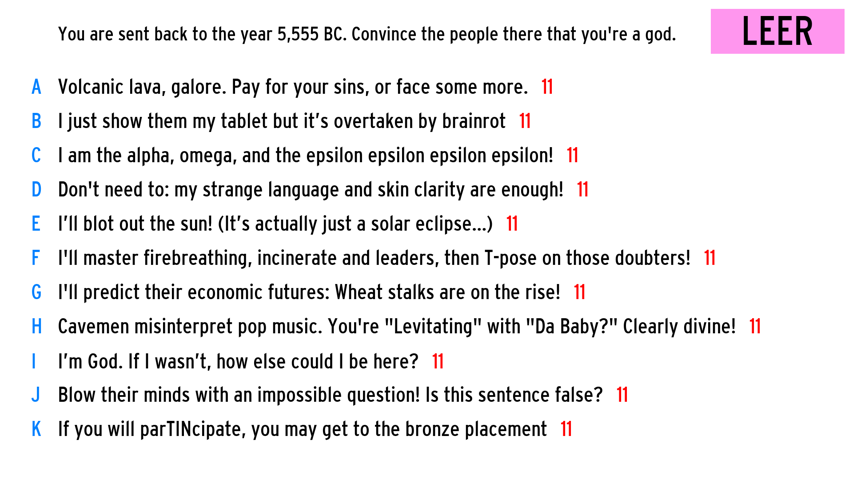 You are sent back to the year 5,555 BC. Convince the people there that you're a god.
LEER
A Volcanic lava, galore. Pay for your sins, or face some more. 11
B I just show them my tablet but it’s overtaken by brainrot 11
C I am the alpha, omega, and the epsilon epsilon epsilon epsilon! 11
D Don't need to: my strange language and skin clarity are enough! 11
E I’ll blot out the sun! (It’s actually just a solar eclipse...) 11
F I'll master firebreathing, incinerate and leaders, then T-pose on those doubters! 11
G I'll predict their economic futures: Wheat stalks are on the rise! 11
H Cavemen misinterpret pop music. You're "Levitating" with "Da Baby?" Clearly divine! 11
I I’m God. If I wasn’t, how else could I be here? 11
J Blow their minds with an impossible question! Is this sentence false? 11
K If you will parTINcipate, you may get to the bronze placement 11